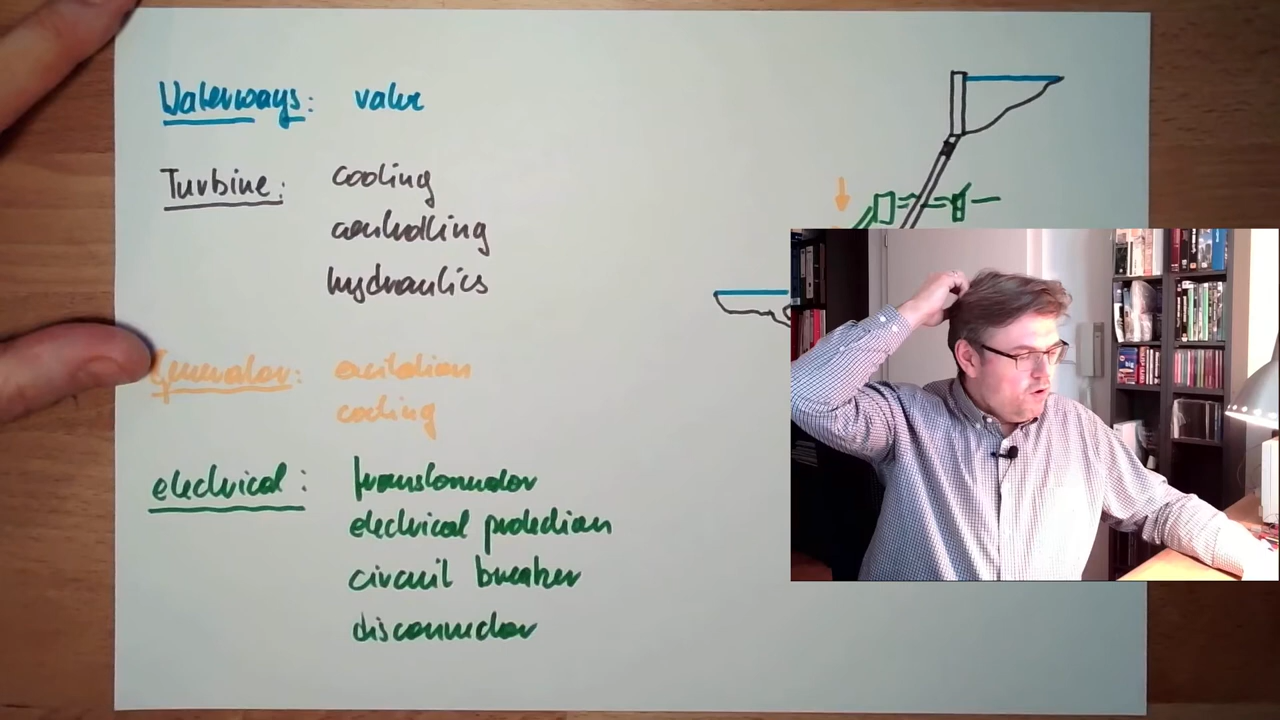 Waterways: valve
Turbine: cooling
controlling
hydraulics
Generator: excitation
cooling
electrical: transformator
electrical protection
circuit breaker
disconnector